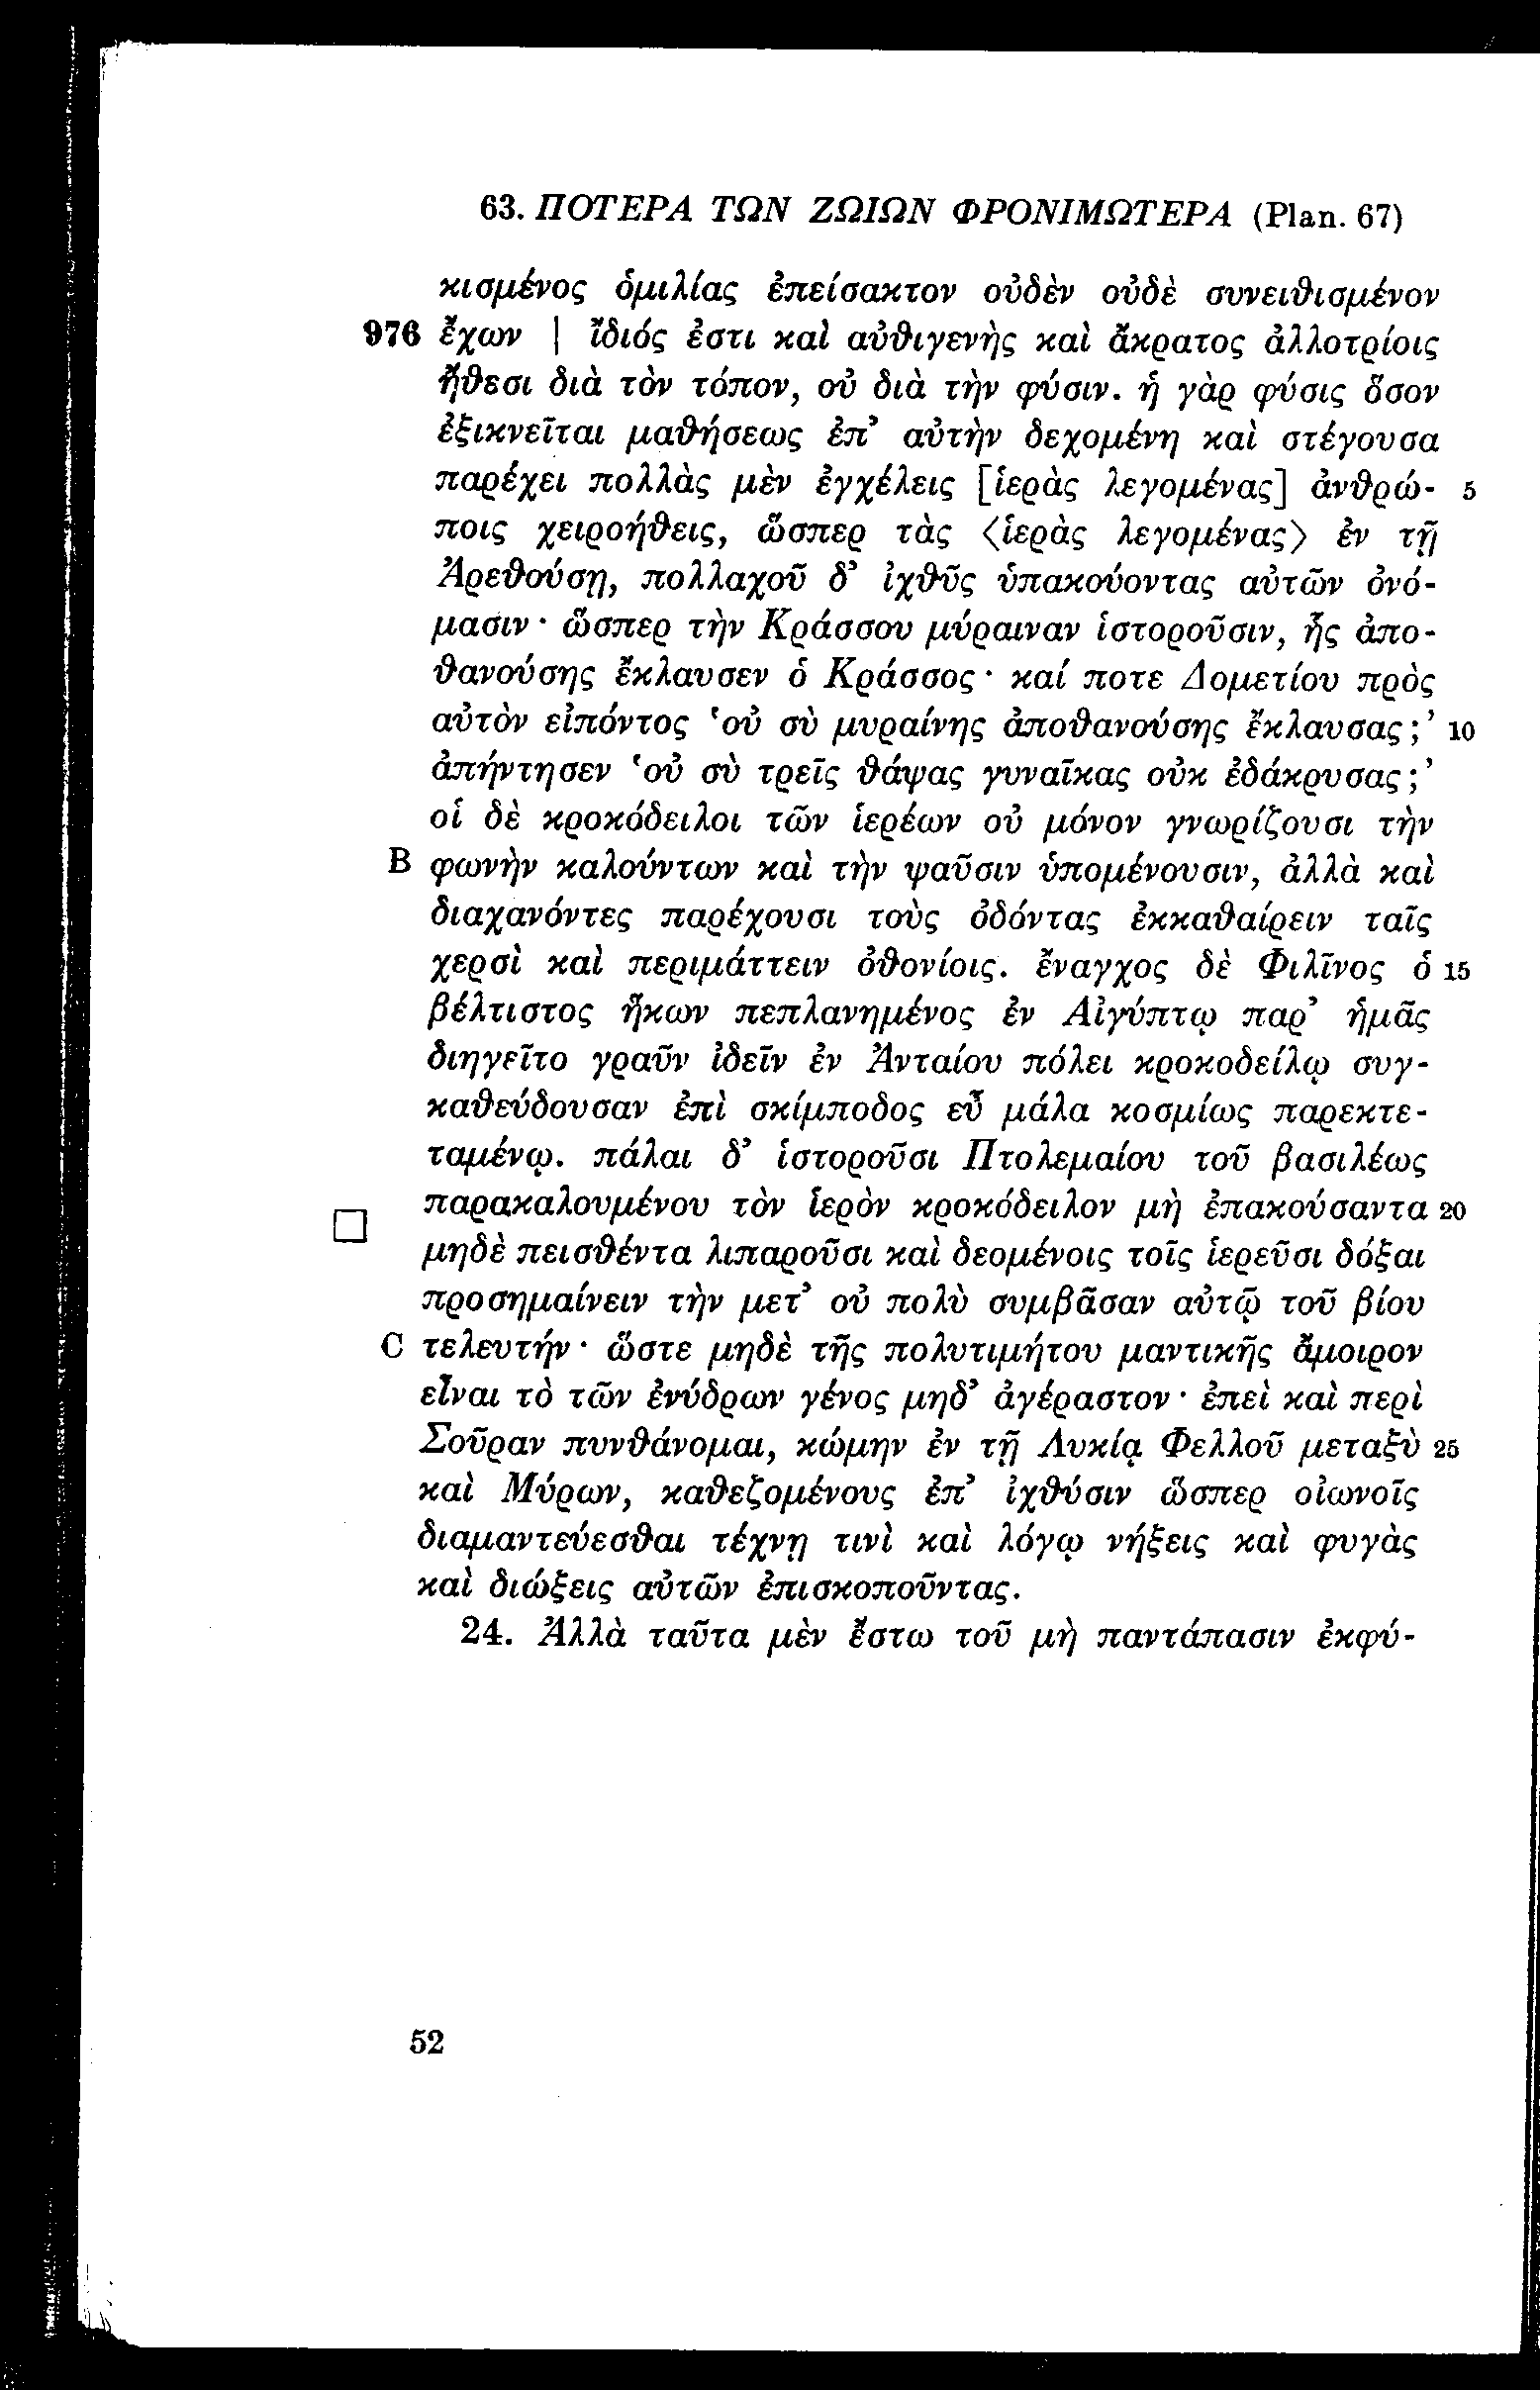 63. ΠΟΤΕΡΑ ΤΩΝ ΖΩΙΩΝ ΦΡΟΝΙΜΩΤΕΡΑ (Plan. 67)
κισμένος ὁμιλίας ἐπείσακτον οὐδὲν οὐδὲ συνειθισμένον
976 ἔχων | ἴδιός ἐστι καὶ αὐθιγενὴς καὶ ἄκρατος ἀλλοτρίοις
ἤθεσι διὰ τὸν τόπον, οὐ διὰ τὴν φύσιν. ἡ γὰρ φύσις ὅσον
ἐξικνεῖται μαθήσεως ἐπ’ αὐτὴν δεχομένη καὶ στέγουσα
παρέχει πολλὰς μὲν ἐγχέλεις [ἱερὰς λεγομένας] ἀνθρώ- 5
ποις χειροήθεις, ὥσπερ τὰς ⟨ἱερὰς λεγομένας⟩ ἐν τῇ
Ἀρεθούσῃ, πολλαχοῦ δ’ ἰχθῦς ὑπακούοντας αὑτῶν ὀνό-
μασιν· ὥσπερ τὴν Κράσσου μύραιναν ἱστοροῦσιν, ἧς ἀπο-
θανούσης ἔκλαυσεν ὁ Κράσσος· καί ποτε Δομετίου πρὸς
αὐτὸν εἰπόντος ‘οὐ σὺ μυραίνης ἀποθανούσης ἔκλαυσας;’ 10
ἀπήντησεν ‘οὐ σὺ τρεῖς θάψας γυναῖκας οὐκ ἐδάκρυσας;’
οἱ δὲ κροκόδειλοι τῶν ἱερέων οὐ μόνον γνωρίζουσι τὴν
B φωνὴν καλούντων καὶ τὴν ψαῦσιν ὑπομένουσιν, ἀλλὰ καὶ
διαχανόντες παρέχουσι τοὺς ὀδόντας ἐκκαθαίρειν ταῖς
χερσὶ καὶ περιμάττειν ὀθονίοις. ἔναγχος δὲ Φιλῖνος ὁ 15
βέλτιστος ἥκων πεπλανημένος ἐν Αἰγύπτῳ παρ’ ἡμᾶς
διηγεῖτο γραῦν ἰδεῖν ἐν Ἀνταίου πόλει κροκοδείλῳ συγ-
καθεύδουσαν ἐπὶ σκίμποδος εὖ μάλα κοσμίως παρεκτε-
ταμένῳ. πάλαι δ’ ἱστοροῦσι Πτολεμαίου τοῦ βασιλέως
παρακαλουμένου τὸν ἱερὸν κροκόδειλον μὴ ἐπακούσαντα 20
μηδὲ πεισθέντα λιπαροῦσι καὶ δεομένοις τοῖς ἱερεῦσι δόξαι
προσημαίνειν τὴν μετ’ οὐ πολὺ συμβᾶσαν αὐτῷ τοῦ βίου
C τελευτήν· ὥστε μηδὲ τῆς πολυτιμήτου μαντικῆς ἄμοιρον
εἶναι τὸ τῶν ἐνύδρων γένος μηδ’ ἀγέραστον· ἐπεὶ καὶ περὶ
Σοῦραν πυνθάνομαι, κώμην ἐν τῇ Λυκίᾳ Φελλοῦ μεταξὺ 25
καὶ Μύρων, καθεζομένους ἐπ’ ἰχθύσιν ὥσπερ οἰωνοῖς
διαμαντεύεσθαι τέχνῃ τινὶ καὶ λόγῳ νήξεις καὶ φυγὰς
καὶ διώξεις αὐτῶν ἐπισκοποῦντας.
24. Ἀλλὰ ταῦτα μὲν ἔστω τοῦ μὴ παντάπασιν ἐκφύ-
52